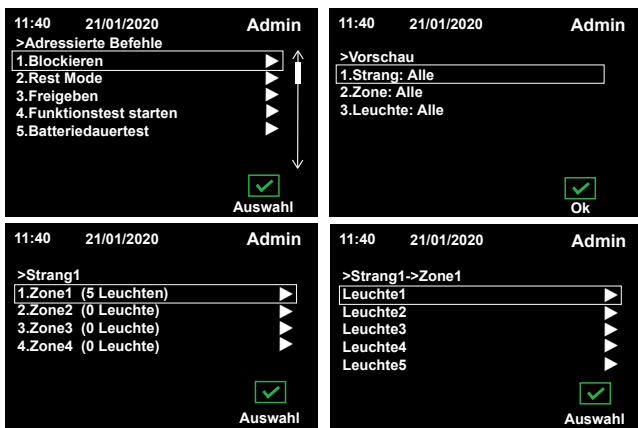 11:40 21/01/2020 Admin
>Adressierte Befehle
1.Blockieren
2.Rest Mode
3.Freigeben
4.Funktionstest starten
5.Batteriedauertest
Auswahl
11:40 21/01/2020 Admin
>Vorschau
1.Strang: Alle
2.Zone: Alle
3.Leuchte: Alle
Ok
11:40 21/01/2020 Admin
>Strang1
1.Zone1 (5 Leuchten)
2.Zone2 (0 Leuchte)
3.Zone3 (0 Leuchte)
4.Zone4 (0 Leuchte)
Auswahl
11:40 21/01/2020 Admin
>Strang1->Zone1
Leuchte1
Leuchte2
Leuchte3
Leuchte4
Leuchte5
Auswahl